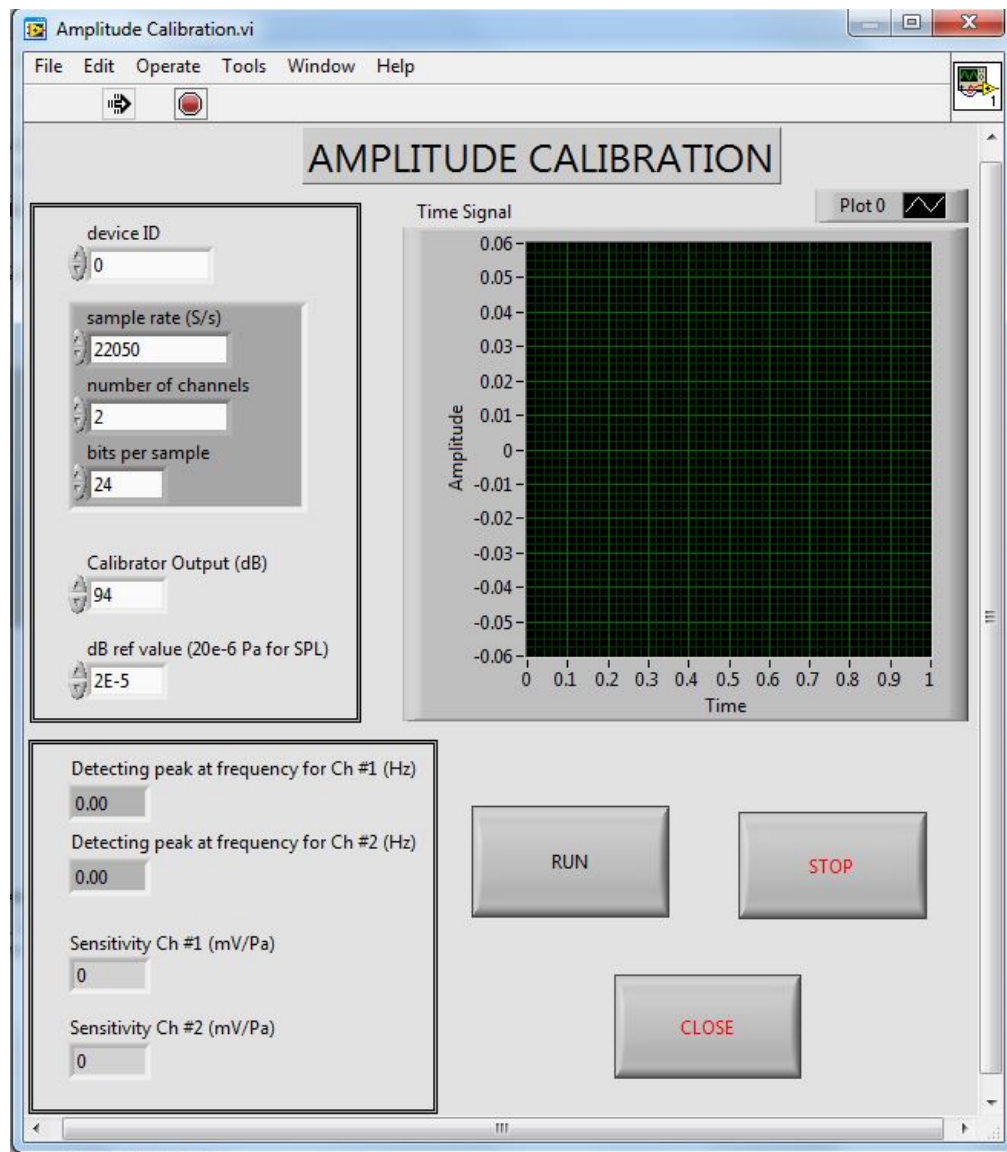 Amplitude Calibration.vi
File Edit Operate Tools Window Help
1
AMPLITUDE CALIBRATION
device ID
0
sample rate (S/s)
22050
number of channels
2
bits per sample
24
Calibrator Output (dB)
94
dB ref value (20e-6 Pa for SPL)
2E-5
Time Signal
Plot 0
0.06
0.05
0.04
0.03
0.02
0.01
0
-0.01
-0.02
-0.03
-0.04
-0.05
-0.06
Amplitude
0 0.1 0.2 0.3 0.4 0.5 0.6 0.7 0.8 0.9 1
Time
Detecting peak at frequency for Ch #1 (Hz)
0.00
Detecting peak at frequency for Ch #2 (Hz)
0.00
Sensitivity Ch #1 (mV/Pa)
0
Sensitivity Ch #2 (mV/Pa)
0
RUN
STOP
CLOSE